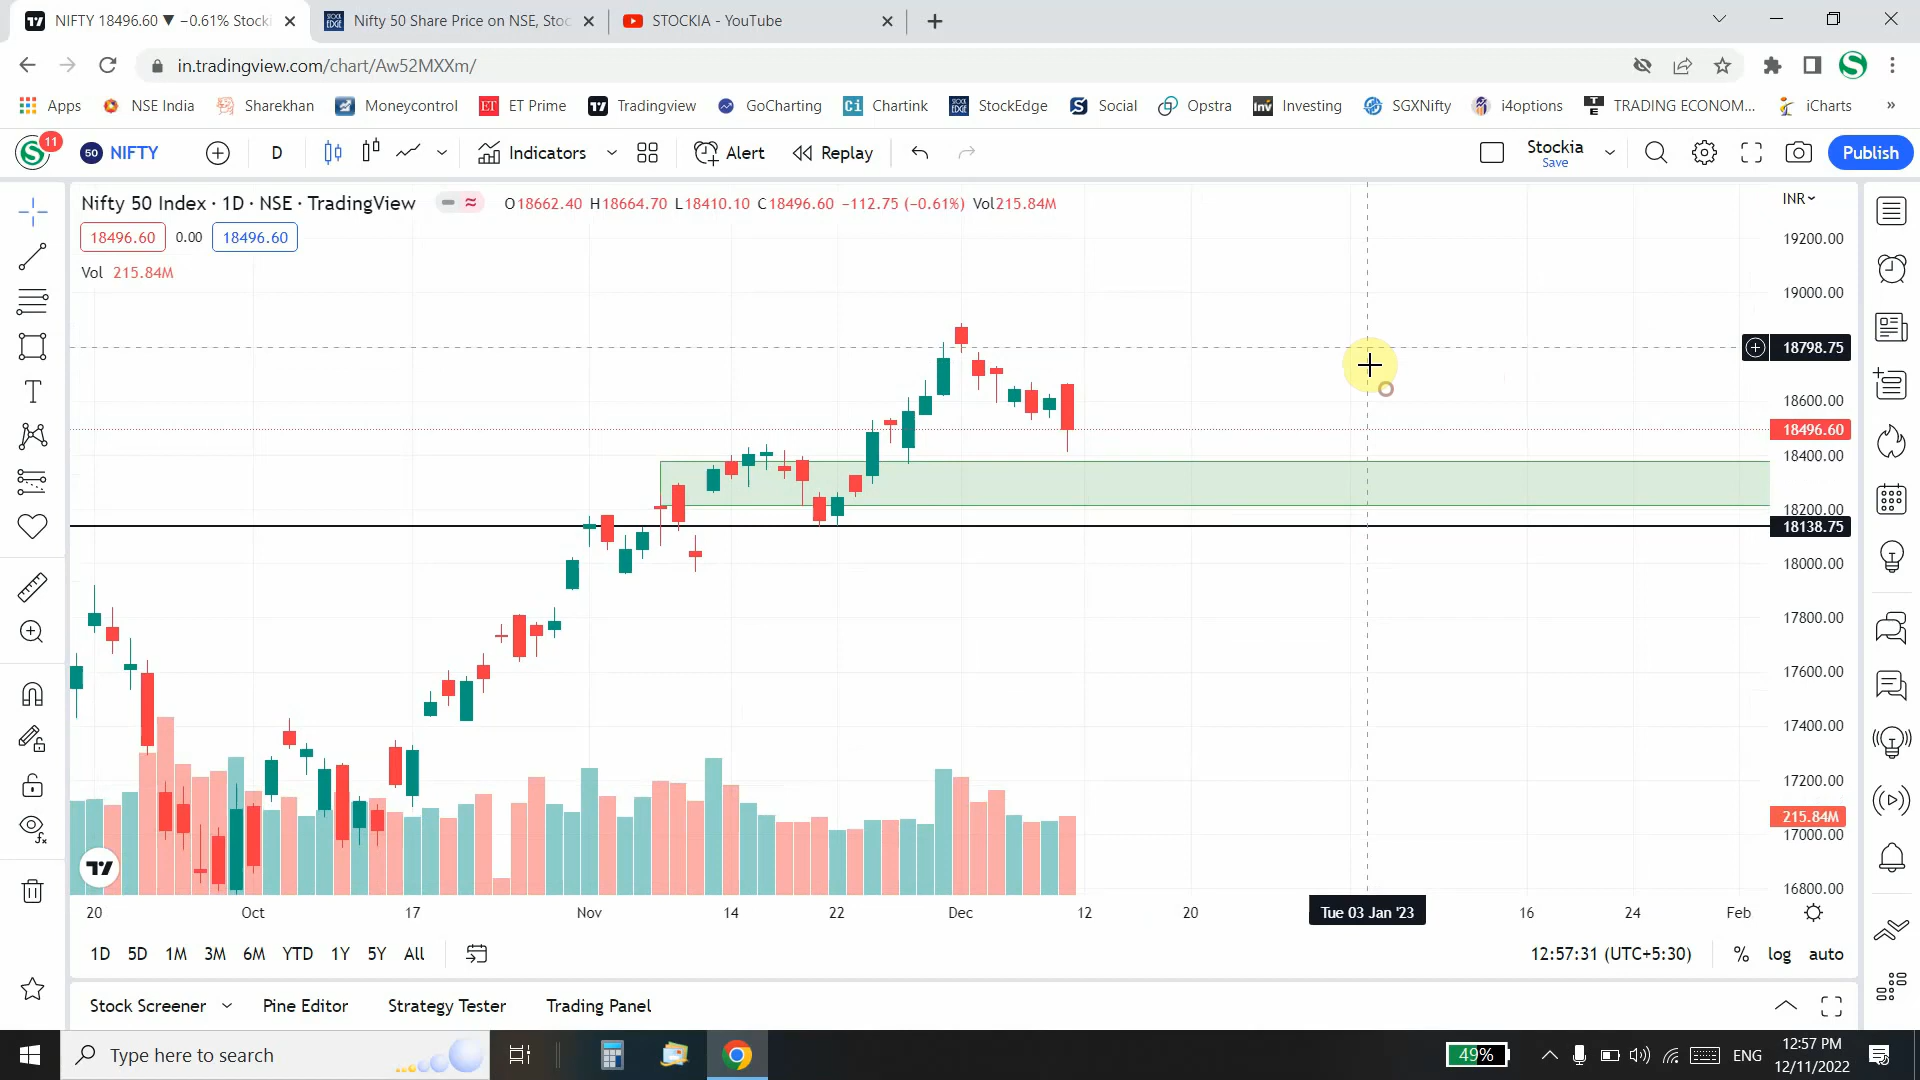 NIFTY 18496.60 ▼ −0.61% Stocki
Nifty 50 Share Price on NSE, Stoc
STOCKIA - YouTube
in.tradingview.com/chart/Aw52MXXm/
Apps
NSE India
Sharekhan
Moneycontrol
ET Prime
Tradingview
GoCharting
Chartink
StockEdge
Social
Opstra
Investing
SGXNifty
i4options
TRADING ECONOM...
iCharts
»
11
50 NIFTY
D
Indicators
Alert
Replay
Stockia
Save
Publish
Nifty 50 Index · 1D · NSE · TradingView
O18662.40 H18664.70 L18410.10 C18496.60 −112.75 (−0.61%) Vol215.84M
INR
18496.60 0.00 18496.60
Vol 215.84M
19200.00
19000.00
18798.75
18600.00
18496.60
18400.00
18200.00
18138.75
18000.00
17800.00
17600.00
17400.00
17200.00
215.84M
17000.00
16800.00
20 Oct 17 Nov 14 22 Dec 12 20 Tue 03 Jan '23 16 24 Feb
1D 5D 1M 3M 6M YTD 1Y 5Y All
12:57:31 (UTC+5:30) % log auto
Stock Screener
Pine Editor
Strategy Tester
Trading Panel
Type here to search
49%
ENG
12:57 PM
12/11/2022